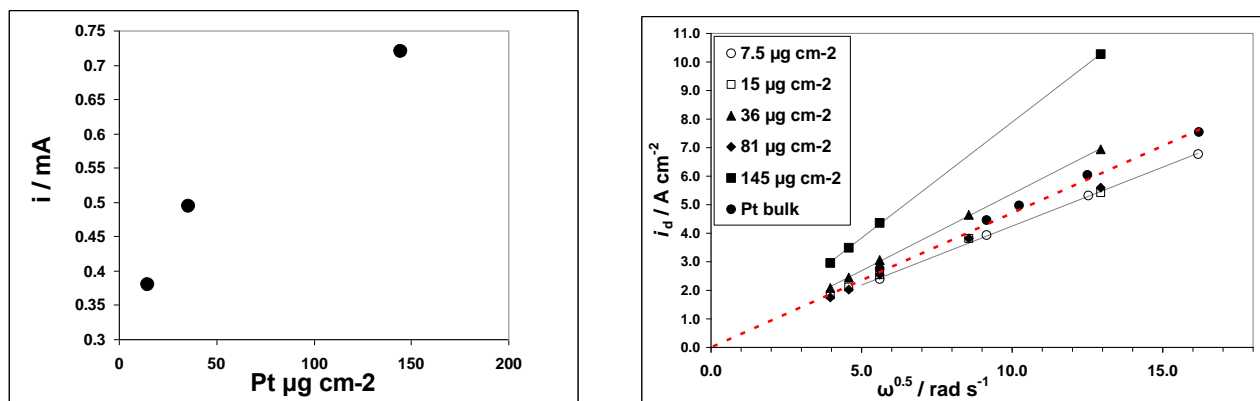 0.75
0.7
0.65
0.6
0.55
0.5
0.45
0.4
0.35
0.3
i / mA
0 50 100 150 200
Pt µg cm-2
11.0
10.0
9.0
8.0
7.0
6.0
5.0
4.0
3.0
2.0
1.0
0.0
i_d / A cm⁻²
7.5 µg cm-2
15 µg cm-2
36 µg cm-2
81 µg cm-2
145 µg cm-2
Pt bulk
0.0 5.0 10.0 15.0
ω⁰·⁵ / rad s⁻¹